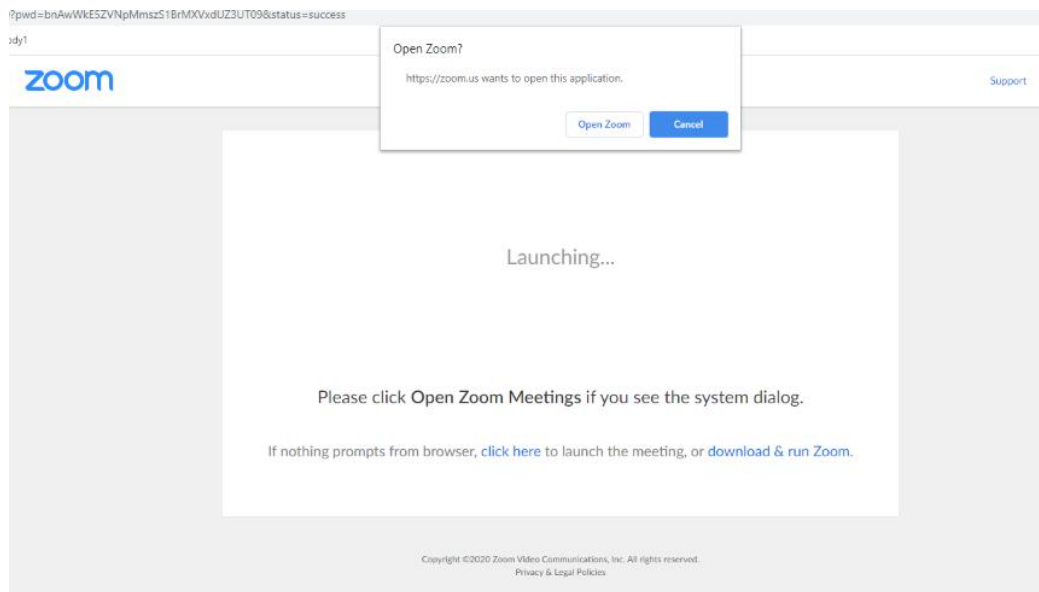 ?pwd=bnAwWkE5ZVNpMmszS1BrMXVxdUZ3UT09&status=success
ody1
Open Zoom?
https://zoom.us wants to open this application.
Open Zoom
Cancel
zoom
Support
Launching...
Please click Open Zoom Meetings if you see the system dialog.
If nothing prompts from browser, click here to launch the meeting, or download & run Zoom.
Copyright ©2020 Zoom Video Communications, Inc. All rights reserved.
Privacy & Legal Policies